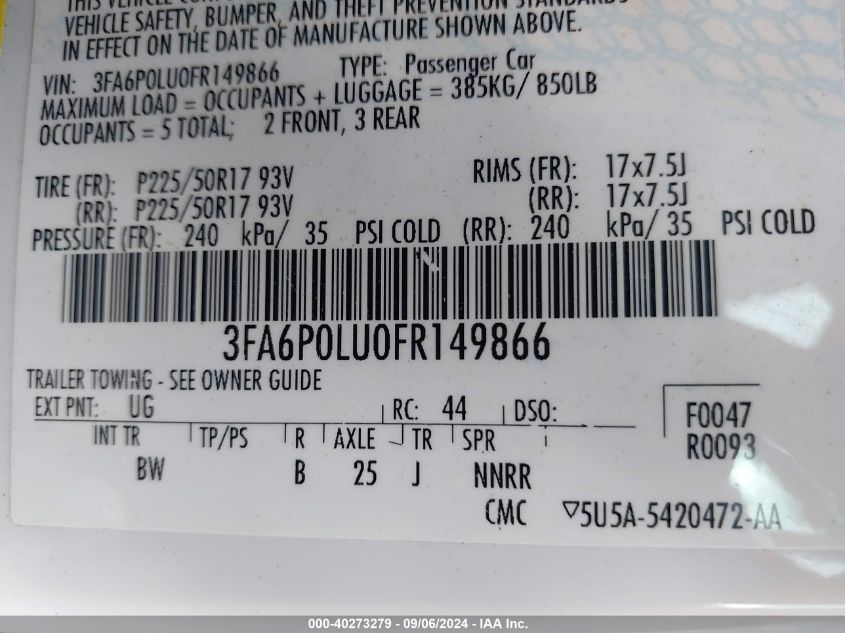 VEHICLE SAFETY, BUMPER, AND THEFT PREVENTION STANDARDS
IN EFFECT ON THE DATE OF MANUFACTURE SHOWN ABOVE.
VIN: 3FA6P0LU0FR149866 TYPE: Passenger Car
MAXIMUM LOAD = OCCUPANTS + LUGGAGE = 385KG/ 850LB
OCCUPANTS = 5 TOTAL; 2 FRONT, 3 REAR
TIRE (FR): P225/50R17 93V RIMS (FR): 17x7.5J
(RR): P225/50R17 93V (RR): 17x7.5J
PRESSURE (FR): 240 kPa/ 35 PSI COLD (RR): 240 kPa/ 35 PSI COLD
3FA6P0LU0FR149866
TRAILER TOWING - SEE OWNER GUIDE
EXT PNT: UG RC: 44 DSO: F0047
INT TR TP/PS R AXLE TR SPR R0093
BW B 25 J NNRR
CMC ▽5U5A-5420472-AA
000-40273279 - 09/06/2024 - IAA Inc.